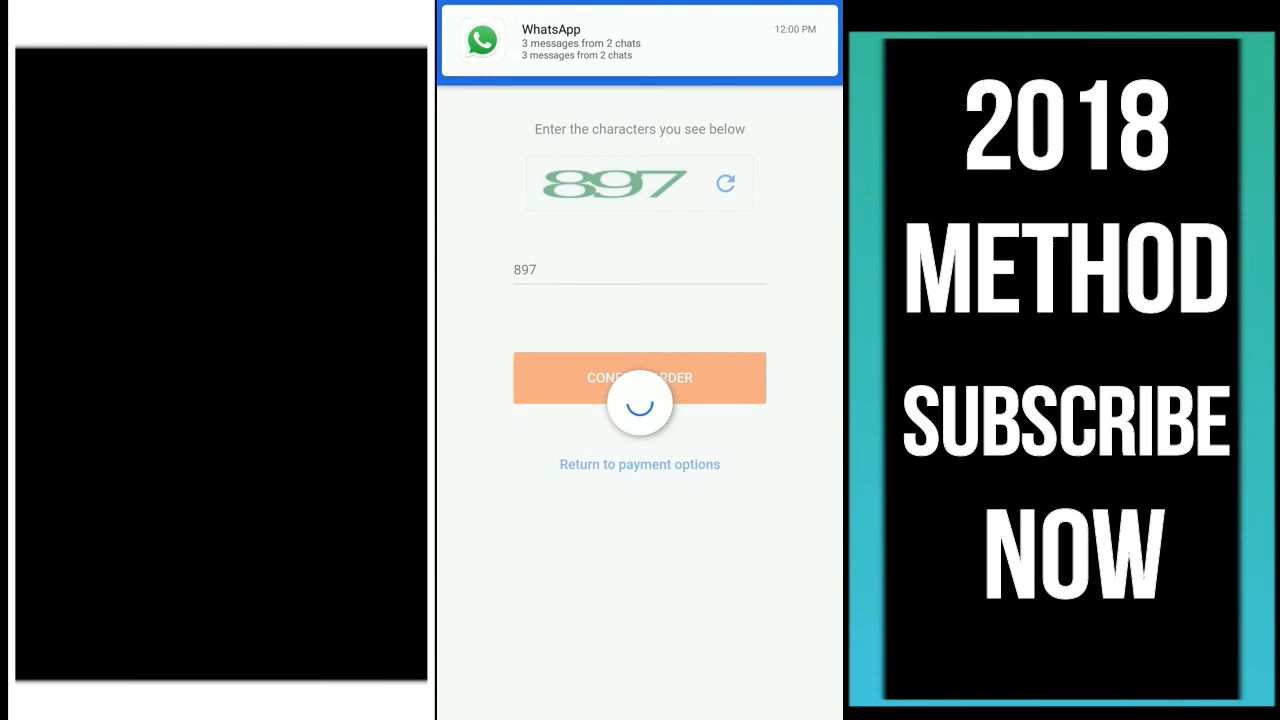 WhatsApp
12:00 PM
3 messages from 2 chats
3 messages from 2 chats
Enter the characters you see below
897
897
Return to payment options
2018
METHOD
SUBSCRIBE
NOW